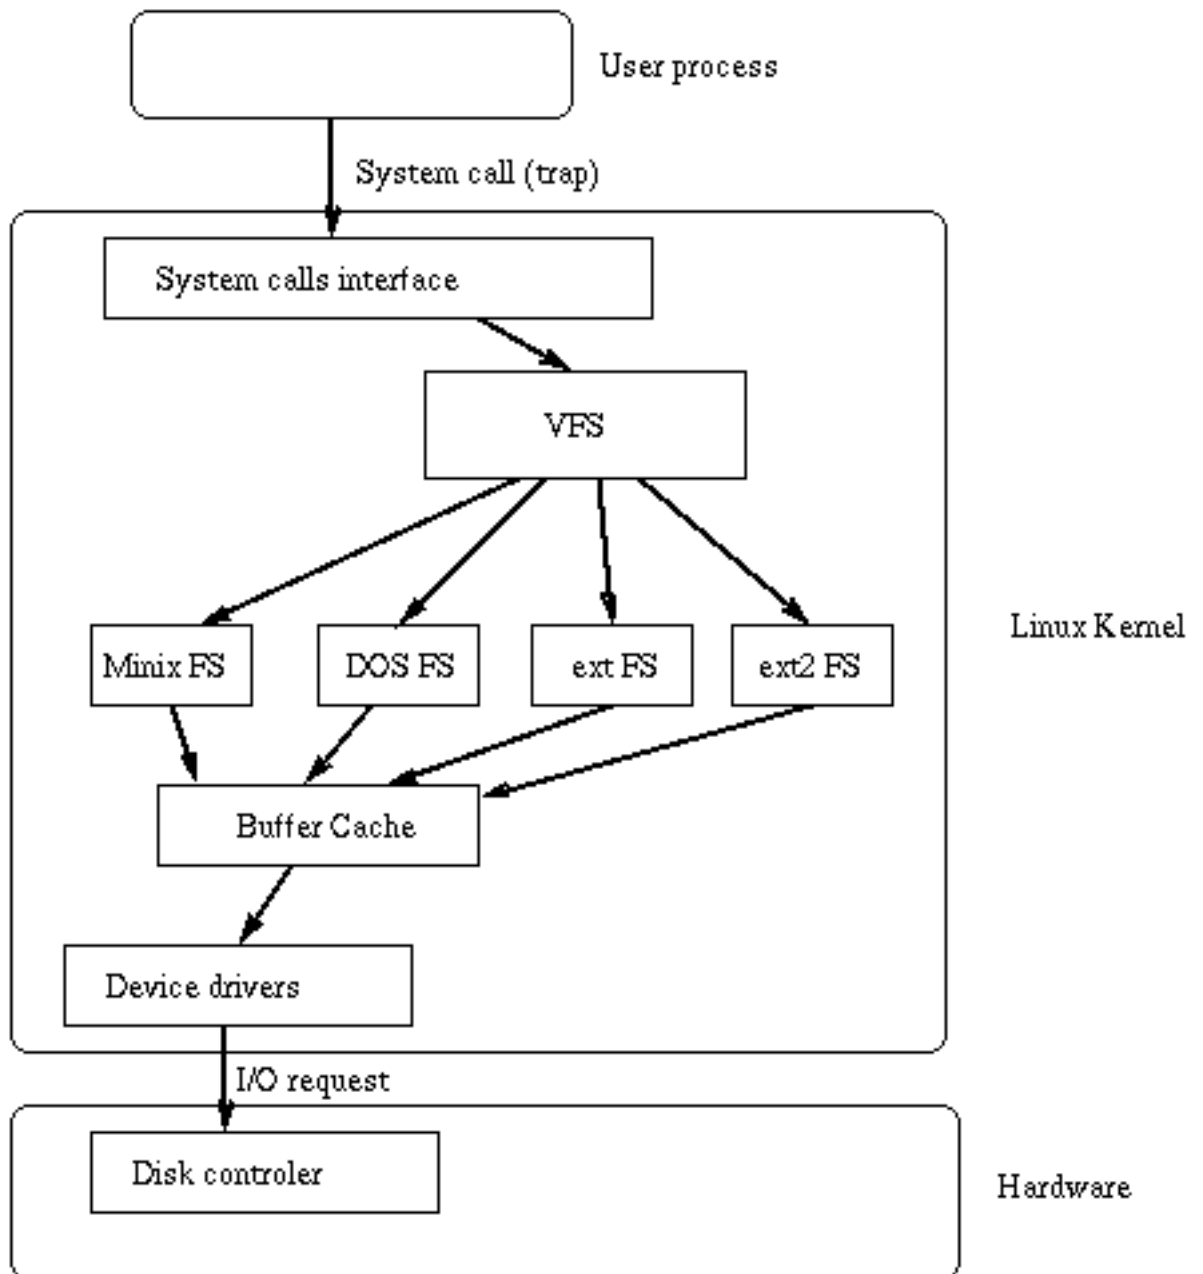 User process
System call (trap)
System calls interface
VFS
Linux Kernel
Minix FS
DOS FS
ext FS
ext2 FS
Buffer Cache
Device drivers
I/O request
Disk controler
Hardware